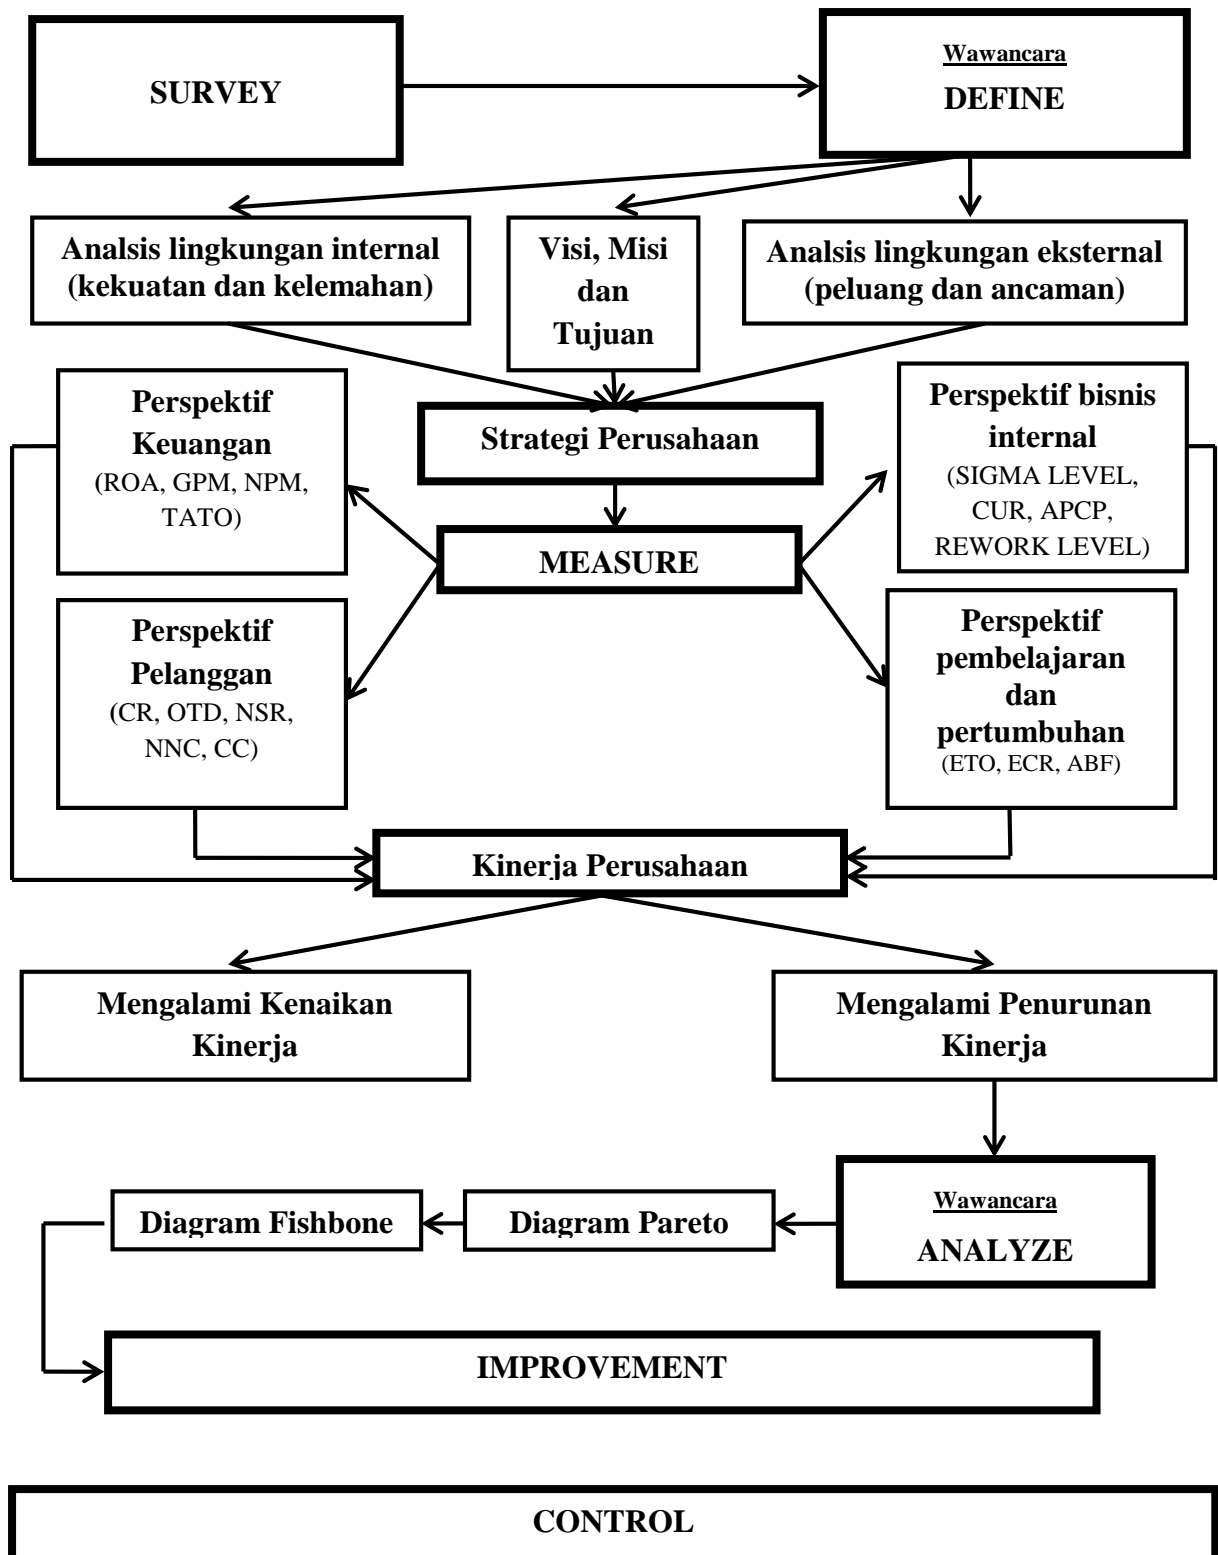 SURVEY
Wawancara
DEFINE
Analsis lingkungan internal
(kekuatan dan kelemahan)
Visi, Misi
dan
Tujuan
Analsis lingkungan eksternal
(peluang dan ancaman)
Perspektif
Keuangan
(ROA, GPM, NPM,
TATO)
Strategi Perusahaan
Perspektif bisnis
internal
(SIGMA LEVEL,
CUR, APCP,
REWORK LEVEL)
MEASURE
Perspektif
Pelanggan
(CR, OTD, NSR,
NNC, CC)
Perspektif
pembelajaran
dan
pertumbuhan
(ETO, ECR, ABF)
Kinerja Perusahaan
Mengalami Kenaikan
Kinerja
Mengalami Penurunan
Kinerja
Diagram Fishbone
Diagram Pareto
Wawancara
ANALYZE
IMPROVEMENT
CONTROL